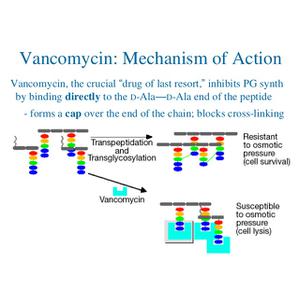 Vancomycin: Mechanism of Action
Vancomycin, the crucial “drug of last resort,” inhibits PG synth
by binding directly to the D-Ala—D-Ala end of the peptide
- forms a cap over the end of the chain; blocks cross-linking
Transpeptidation
and
Transglycosylation
Resistant
to osmotic
pressure
(cell survival)
Vancomycin
Susceptible
to osmotic
pressure
(cell lysis)